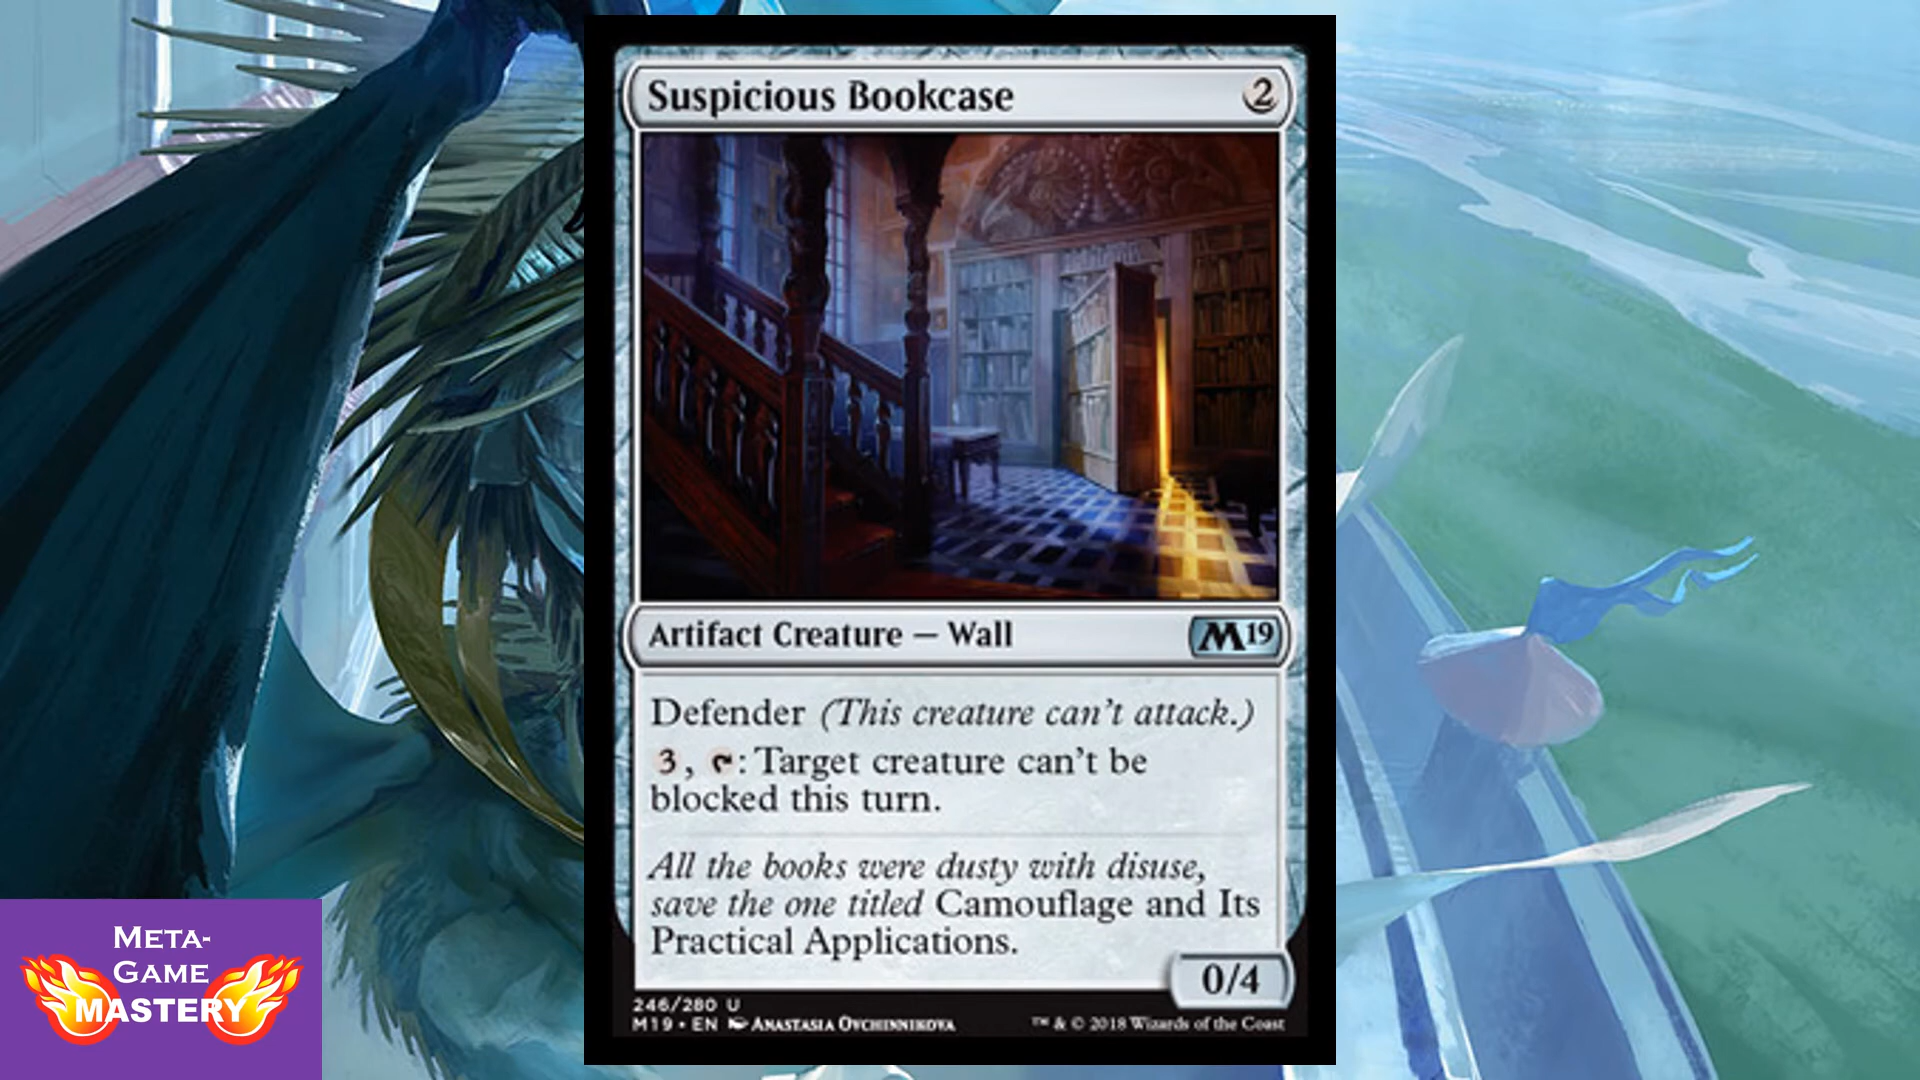 Suspicious Bookcase 2
Artifact Creature — Wall M19
Defender (This creature can't attack.)
3, : Target creature can't be
blocked this turn.
All the books were dusty with disuse,
save the one titled Camouflage and Its
Practical Applications.
0/4
246/280 U
M19 • EN Anastasia Ovchinnikova ™ & © 2018 Wizards of the Coast
META-
GAME
MASTERY